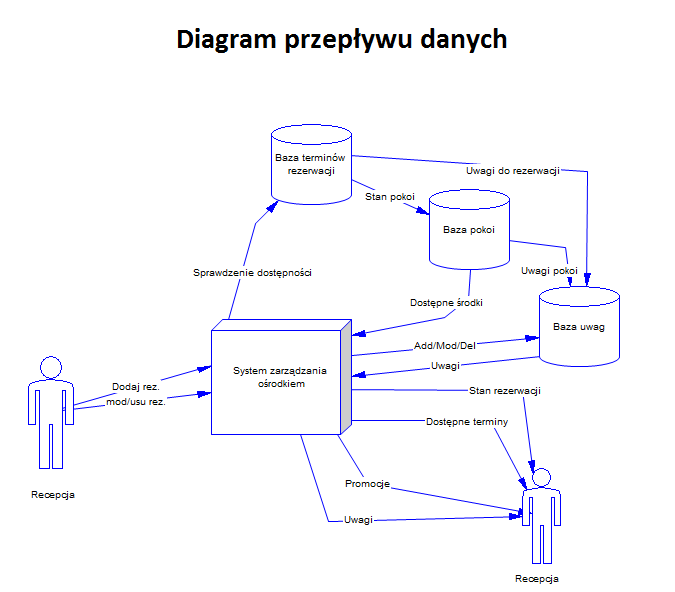 Diagram przepływu danych
Baza terminów
rezerwacji
Uwagi do rezerwacji
Stan pokoi
Baza pokoi
Sprawdzenie dostępności
Uwagi pokoi
Dostępne środki
Baza uwag
Add/Mod/Del
System zarządzania
ośrodkiem
Uwagi
Dodaj rez.
mod/usu rez.
Stan rezerwacji
Dostępne terminy
Promocje
Recepcja
Uwagi
Recepcja